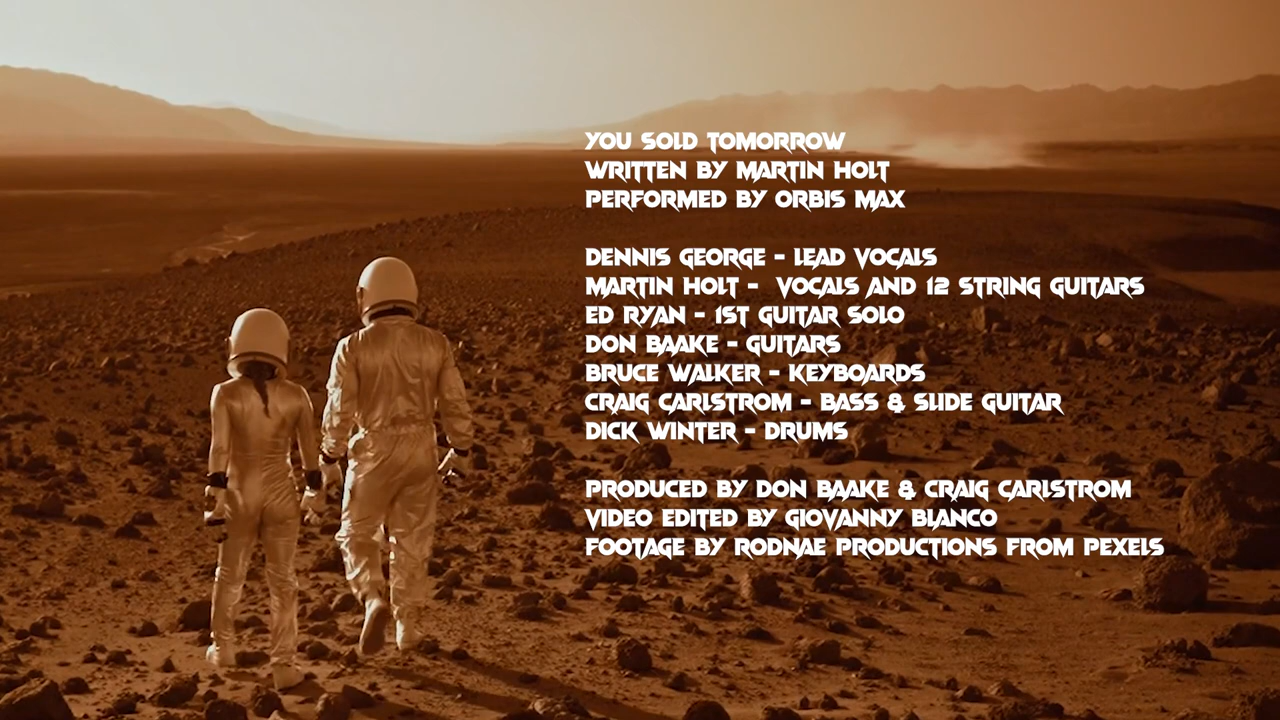 YOU SOLD TOMORROW
WRITTEN BY MARTIN HOLT
PERFORMED BY ORBIS MAX
DENNIS GEORGE - LEAD VOCALS
MARTIN HOLT - VOCALS AND 12 STRING GUITARS
ED RYAN - 1ST GUITAR SOLO
DON BAAKE - GUITARS
BRUCE WALKER - KEYBOARDS
CRAIG CARLSTROM - BASS & SLIDE GUITAR
DICK WINTER - DRUMS
PRODUCED BY DON BAAKE & CRAIG CARLSTROM
VIDEO EDITED BY GIOVANNY BLANCO
FOOTAGE BY RODNAE PRODUCTIONS FROM PEXELS